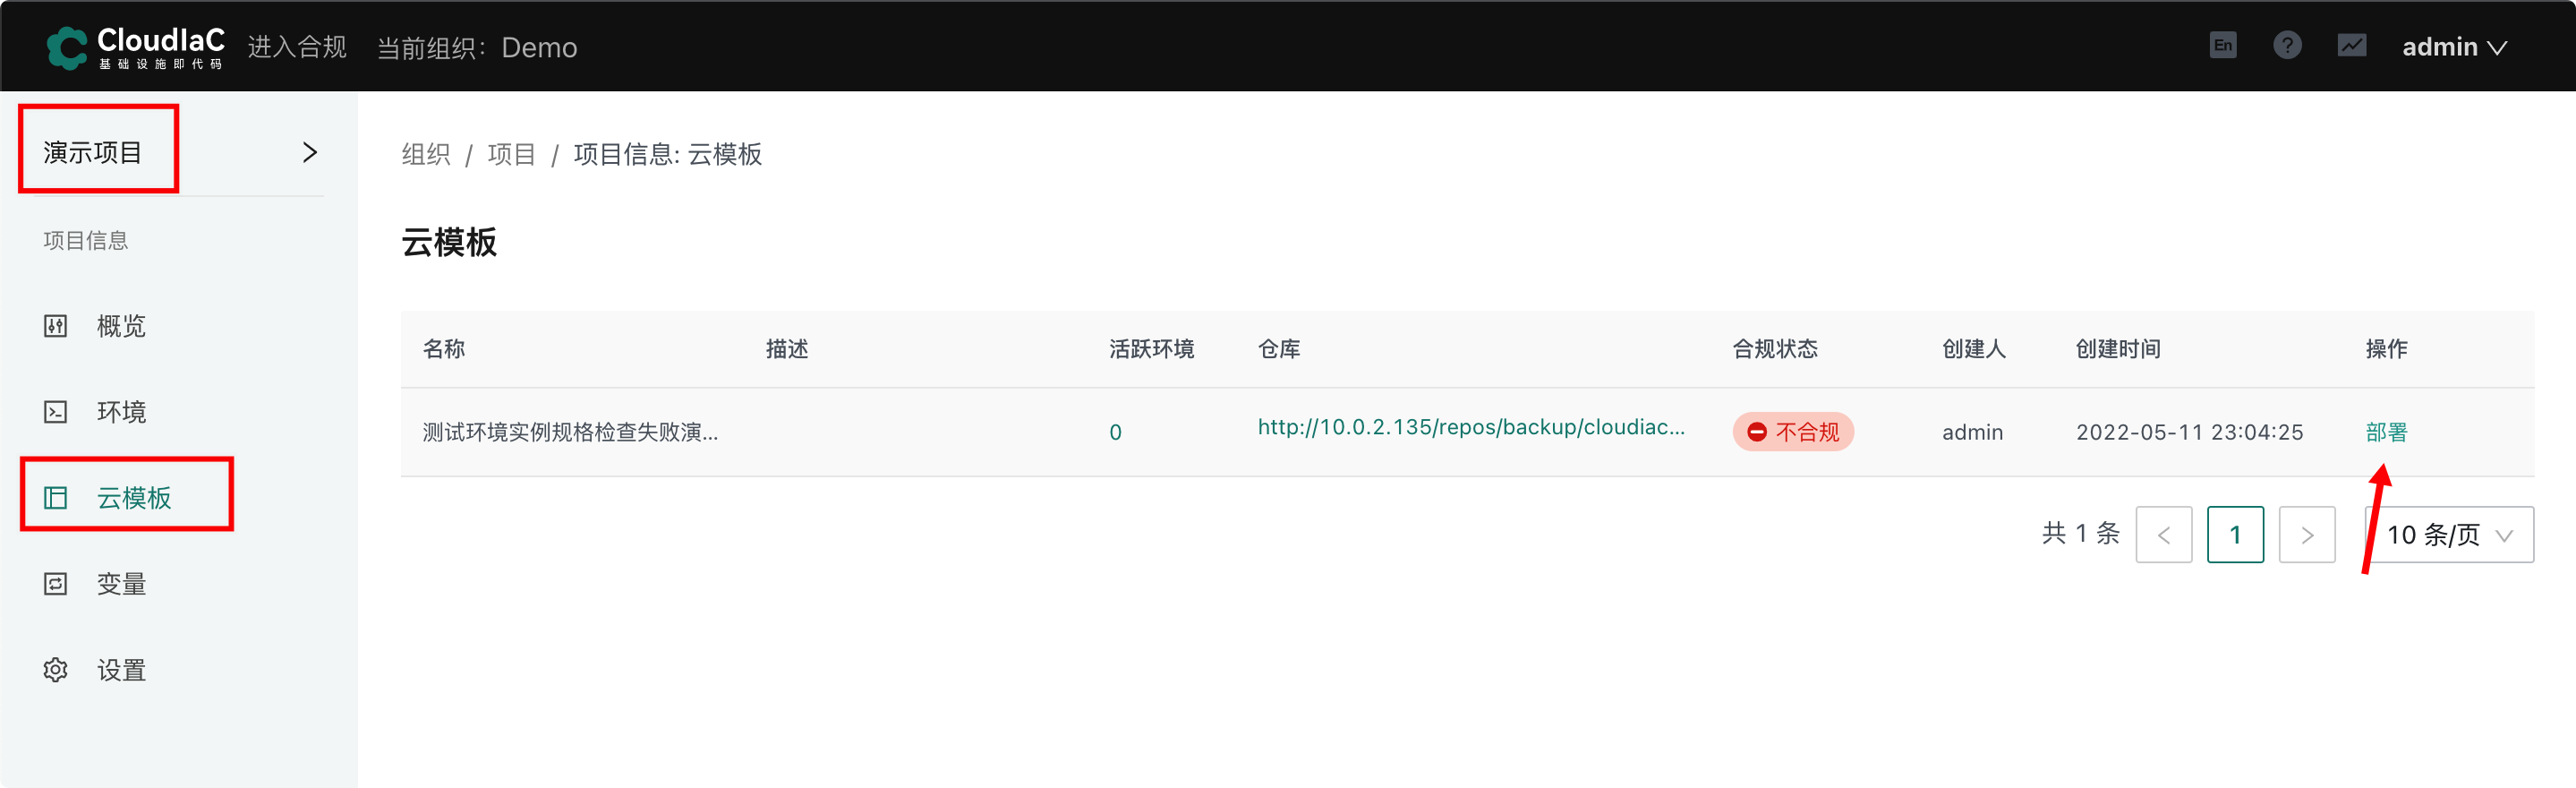 CloudIaC
基础设施即代码
进入合规
当前组织: Demo
En
?
admin
演示项目
项目信息
概览
环境
云模板
变量
设置
组织 / 项目 / 项目信息: 云模板
云模板
名称 描述 活跃环境 仓库 合规状态 创建人 创建时间 操作
测试环境实例规格检查失败演... 0 http://10.0.2.135/repos/backup/cloudiac... 不合规 admin 2022-05-11 23:04:25 部署
共 1 条 < 1 > 10 条/页